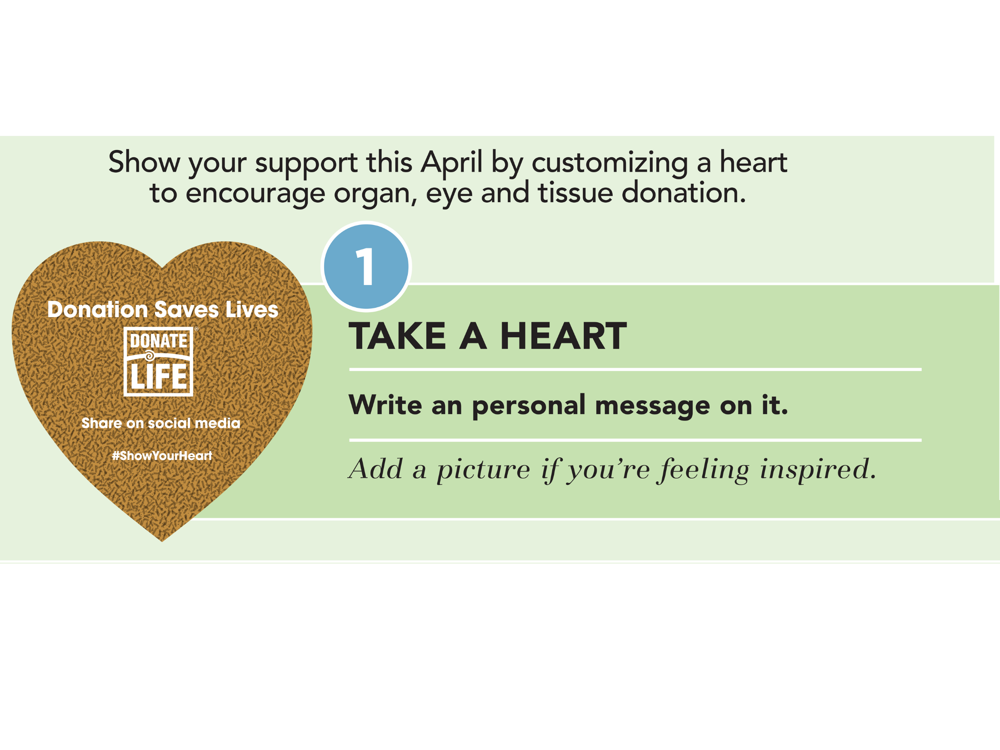 Show your support this April by customizing a heart
to encourage organ, eye and tissue donation.
1
Donation Saves Lives
DONATE
LIFE
®
Share on social media
#ShowYourHeart
TAKE A HEART
Write an personal message on it.
Add a picture if you’re feeling inspired.